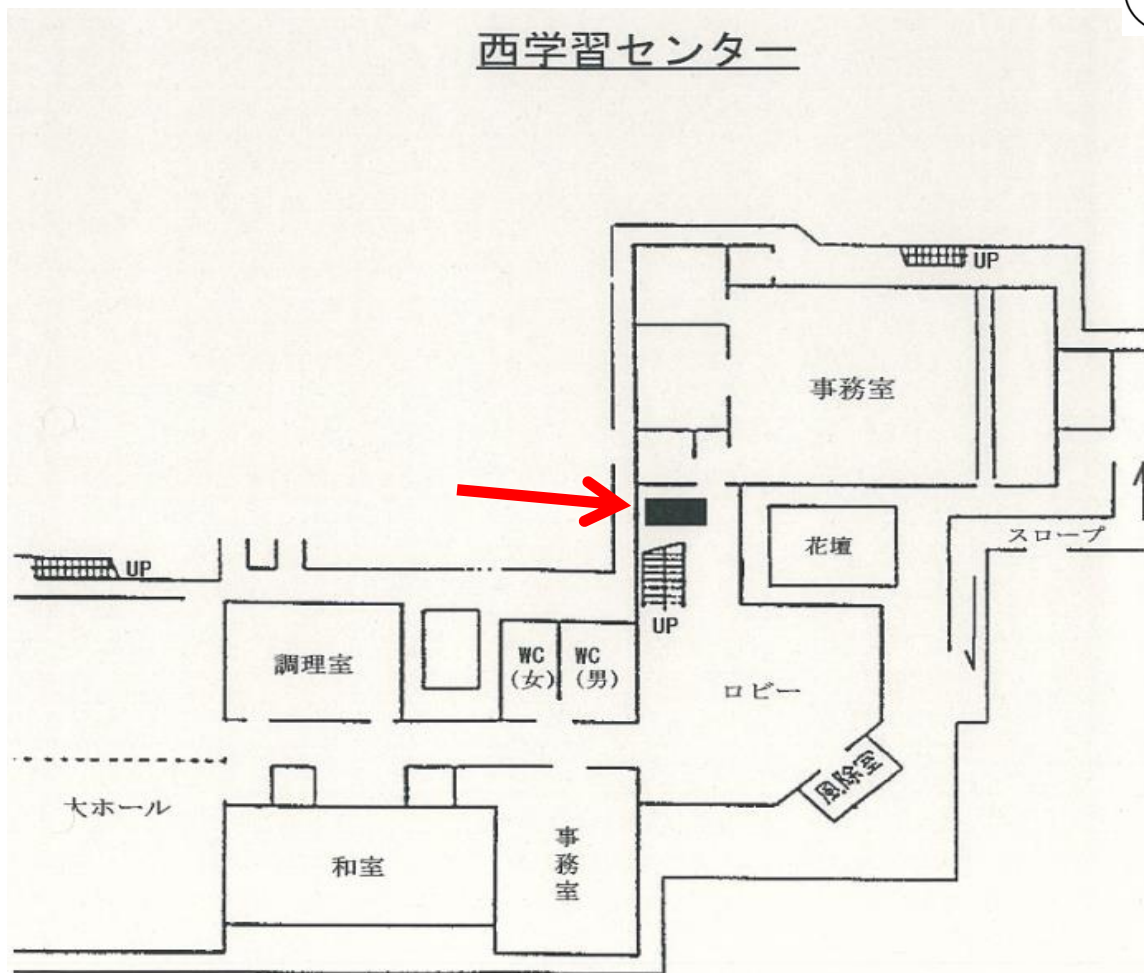 西学習センター
UP
事務室
花壇
スロープ
UP
UP
調理室
WC
(女)
WC
(男)
ロビー
風除室
大ホール
和室
事務室